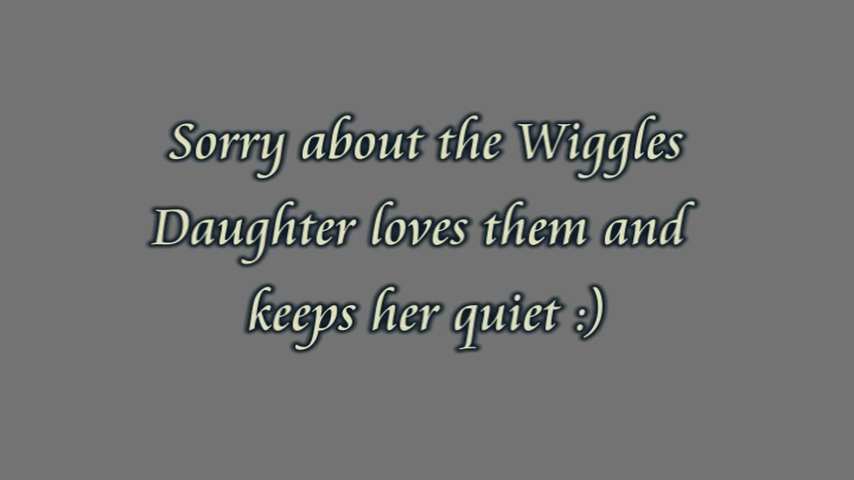 Sorry about the Wiggles
Daughter loves them and
keeps her quiet :)